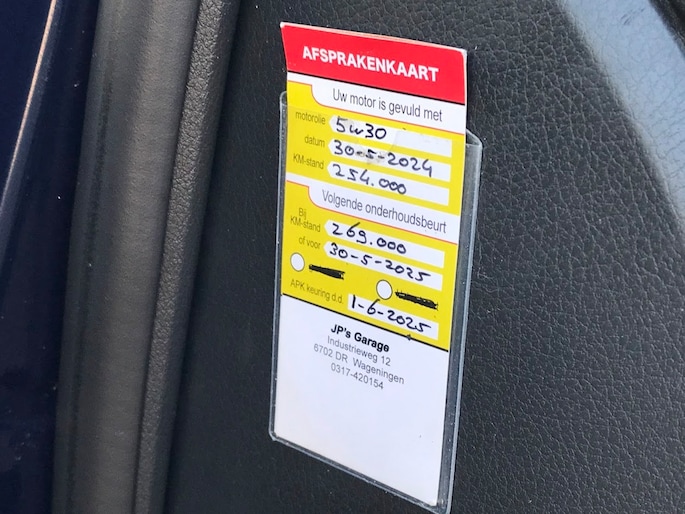 AFSPRAKENKAART
Uw motor is gevuld met
motorolie 5w30
datum 30-5-2024
KM-stand 254.000
Volgende onderhoudsbeurt
Bij
KM-stand 269.000
of voor 30-5-2025
APK keuring d.d. 1-6-2025
JP's Garage
Industrieweg 12
6702 DR Wageningen
0317-420154